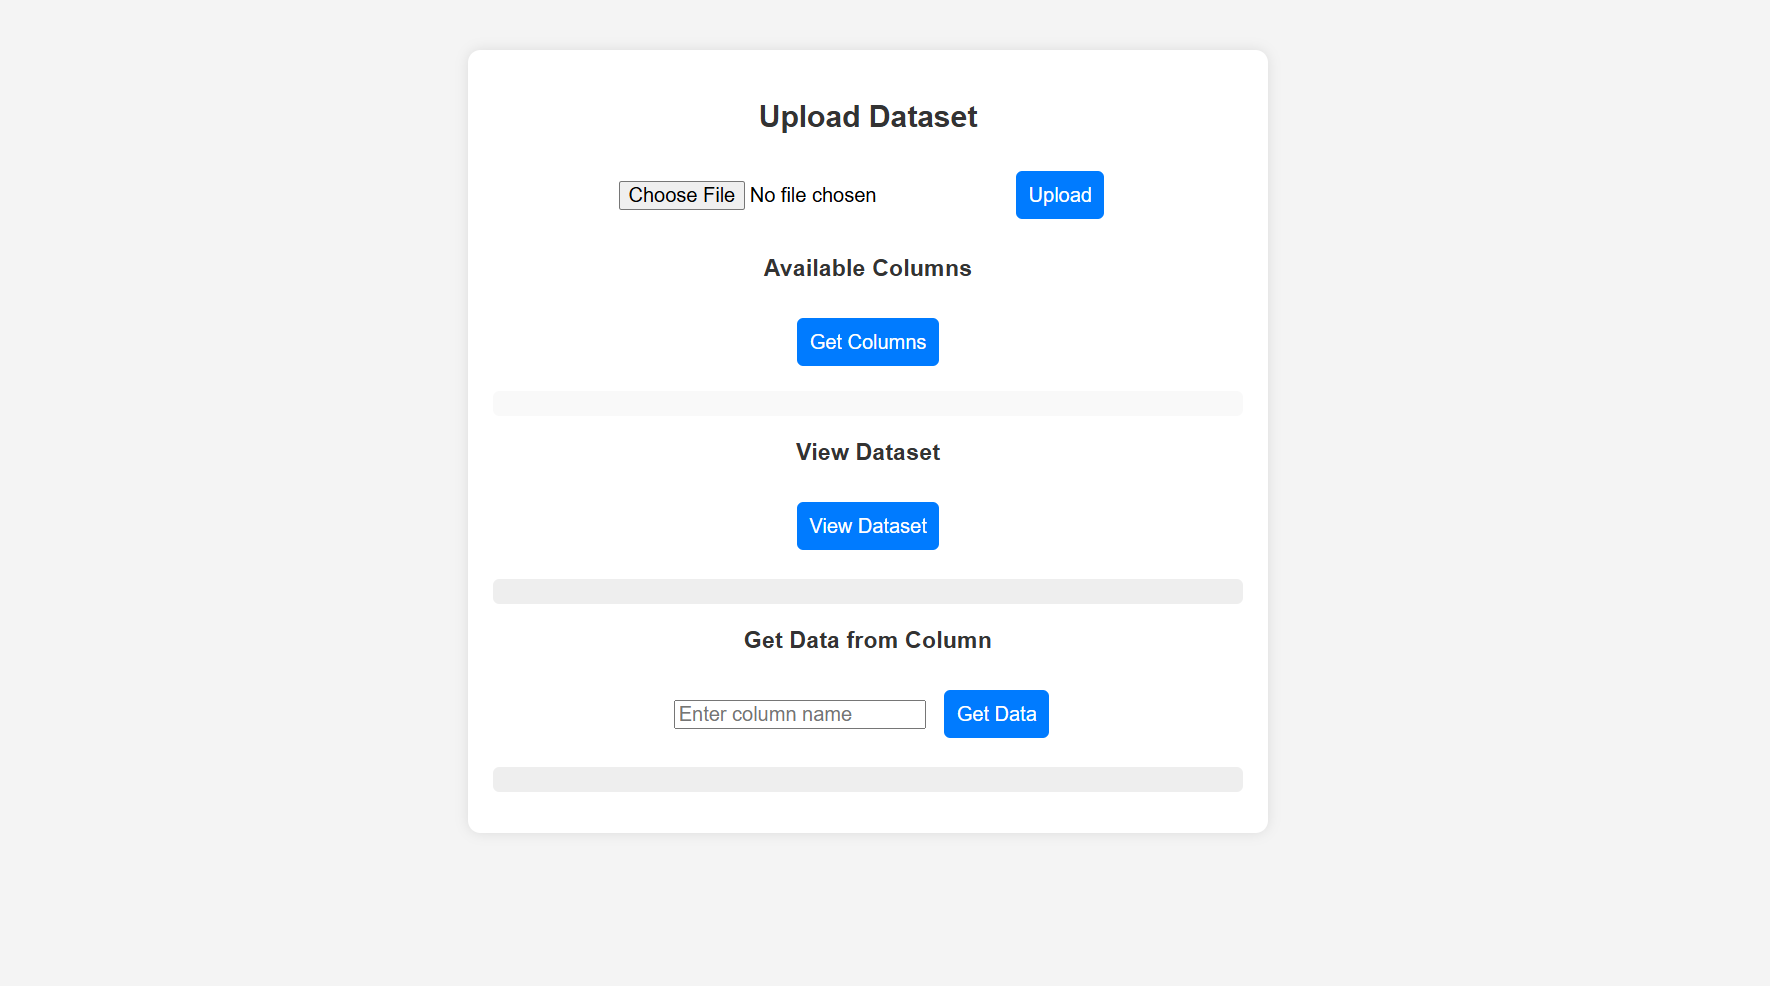 Upload Dataset
Choose File No file chosen Upload
Available Columns
Get Columns
View Dataset
View Dataset
Get Data from Column
Enter column name Get Data